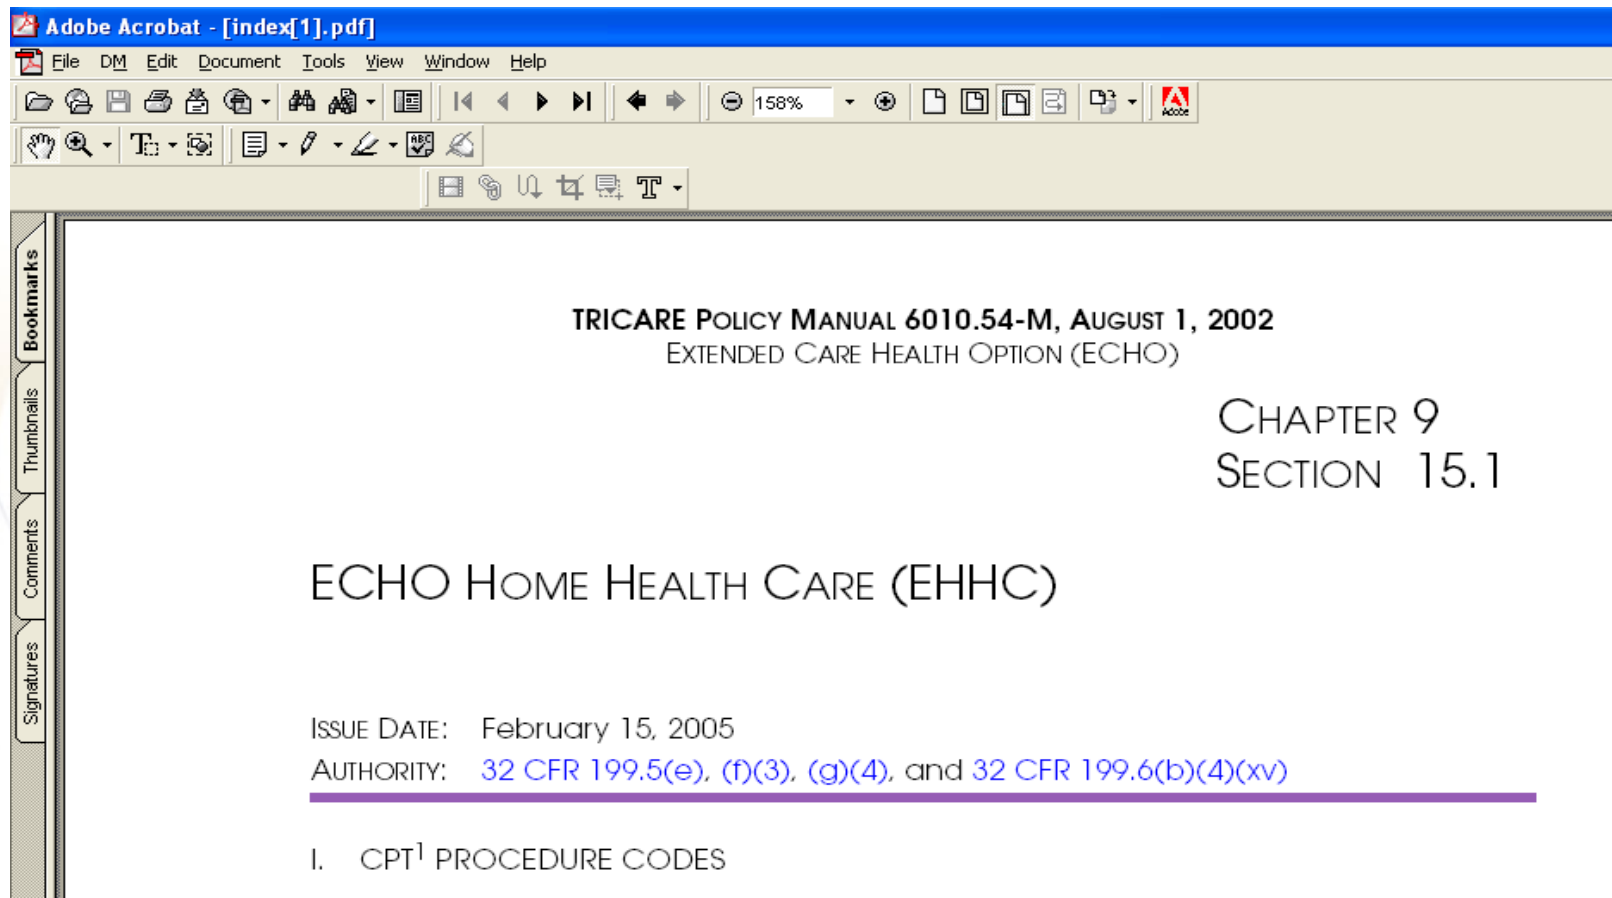 Adobe Acrobat - [index[1].pdf]
File DM Edit Document Tools View Window Help
158%
Adobe
ABC
Bookmarks
Thumbnails
Comments
Signatures
TRICARE POLICY MANUAL 6010.54-M, AUGUST 1, 2002
EXTENDED CARE HEALTH OPTION (ECHO)
CHAPTER 9
SECTION 15.1
ECHO HOME HEALTH CARE (EHHC)
ISSUE DATE: February 15, 2005
AUTHORITY: 32 CFR 199.5(e), (f)(3), (g)(4), and 32 CFR 199.6(b)(4)(xv)
I. CPT¹ PROCEDURE CODES